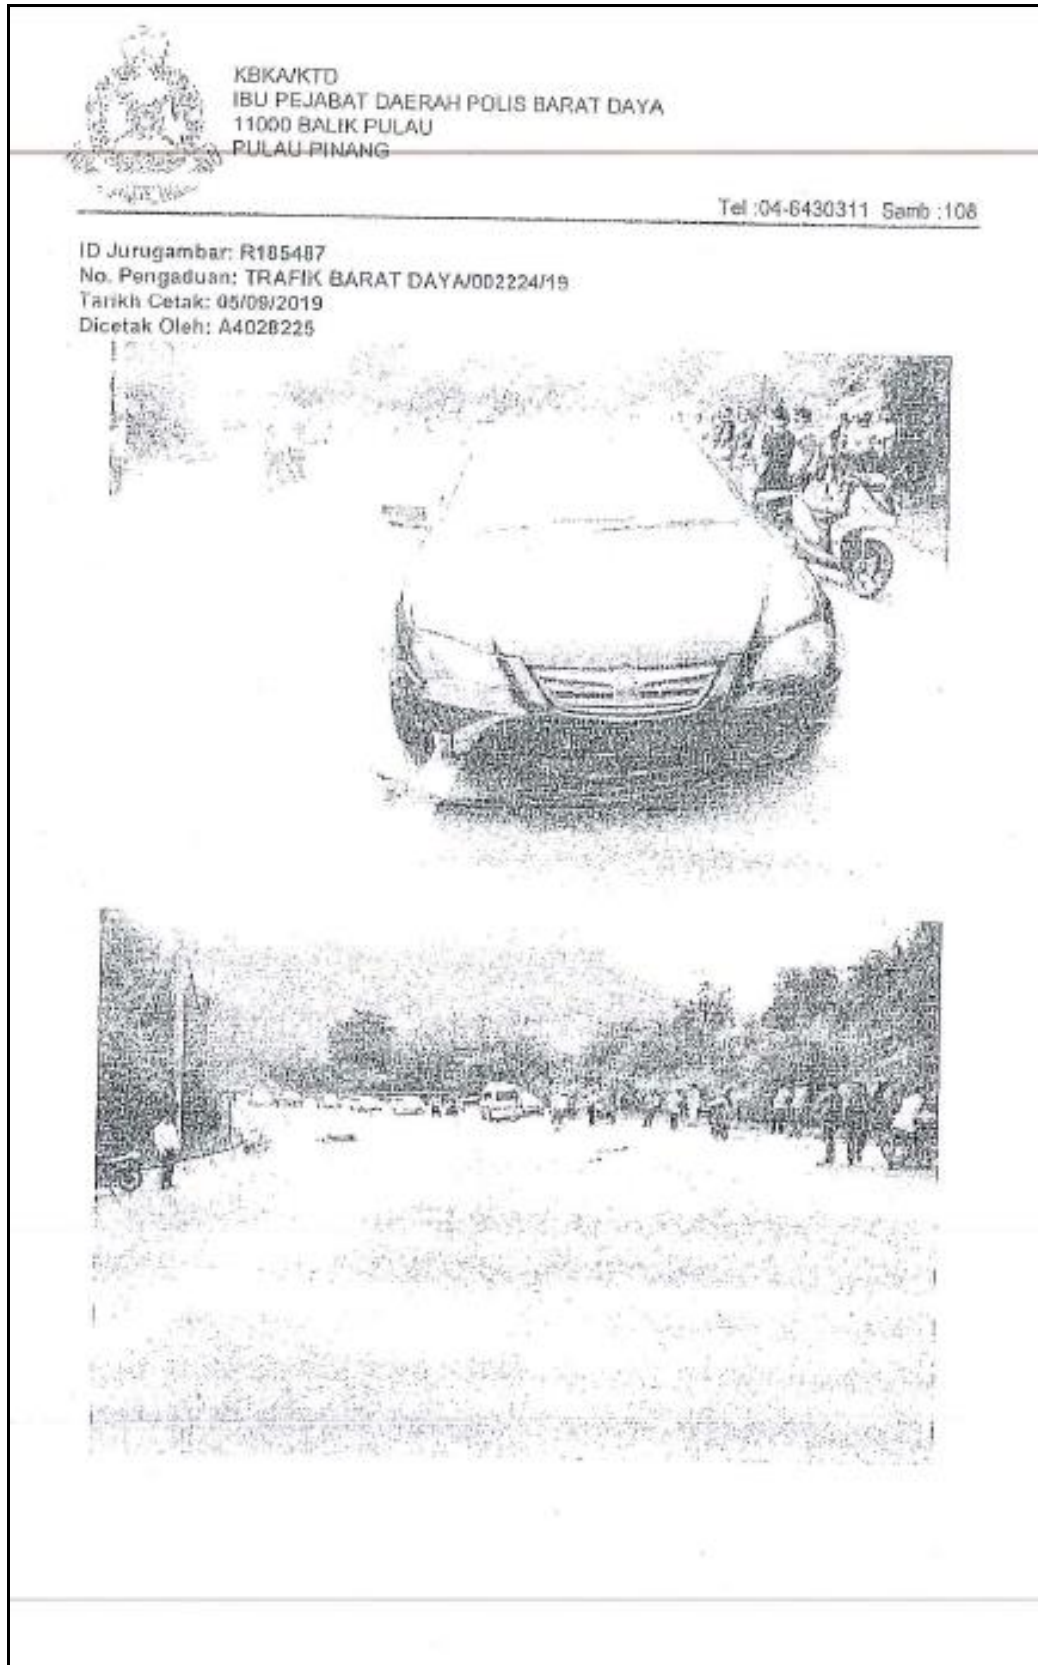 KBKA/KTD
IBU PEJABAT DAERAH POLIS BARAT DAYA
11000 BALIK PULAU
PULAU PINANG
Tel :04-6430311 Samb :108
ID Jurugambar: R185487
No. Pengaduan: TRAFIK BARAT DAYA/002224/19
Tarikh Cetak: 05/09/2019
Dicetak Oleh: A4028225